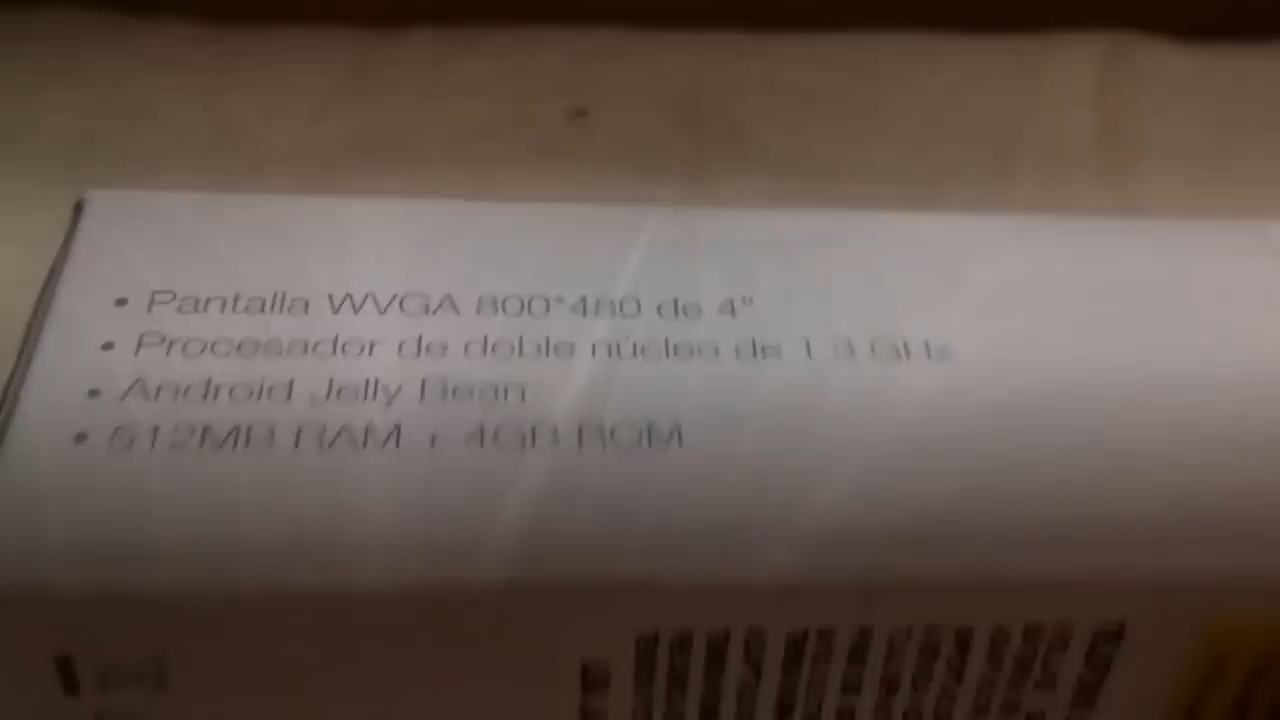 • Pantalla WVGA 800*480 de 4"
• Procesador de doble núcleo de 1.3 GHz
• Android Jelly Bean
• 512MB RAM + 4GB ROM